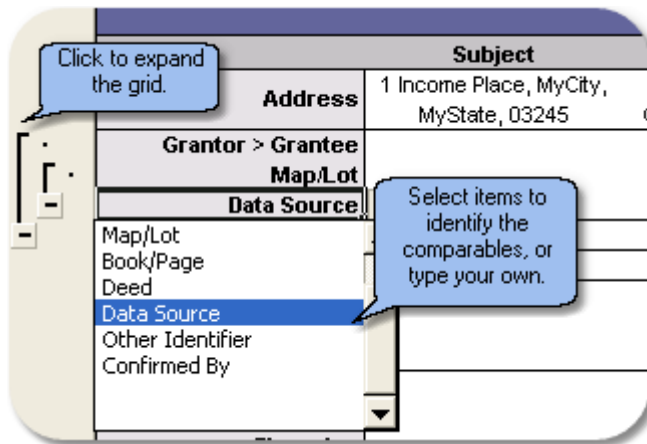 Click to expand
the grid.
Subject
Address
1 Income Place, MyCity,
MyState, 03245
Grantor > Grantee
Map/Lot
Data Source
Select items to
identify the
comparables, or
type your own.
Map/Lot
Book/Page
Deed
Data Source
Other Identifier
Confirmed By